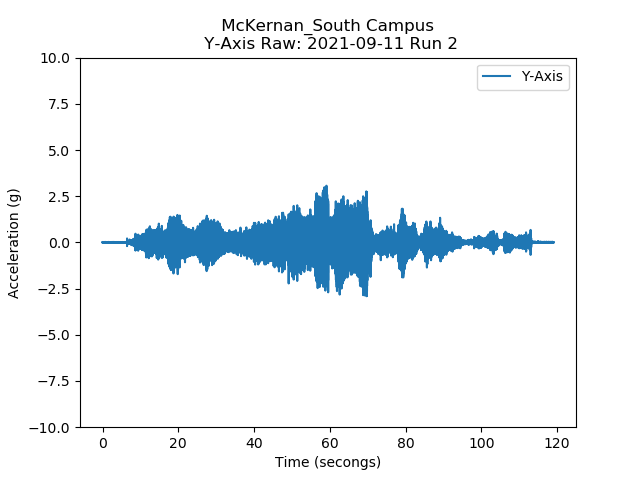 McKernan_South Campus
Y-Axis Raw: 2021-09-11 Run 2
Y-Axis
10.0
7.5
5.0
2.5
0.0
−2.5
−5.0
−7.5
−10.0
Acceleration (g)
0 20 40 60 80 100 120
Time (secongs)